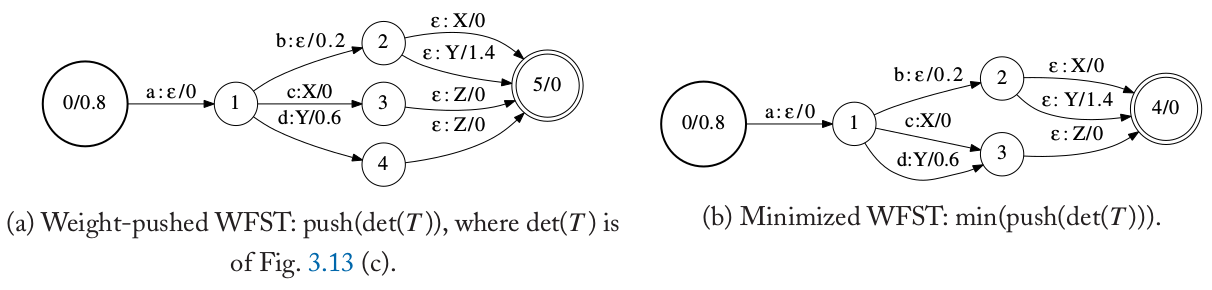 ε: X/0
b:ε/0.2
2
ε: Y/1.4
0/0.8
a:ε/0
1
c:X/0
3
ε: Z/0
5/0
d:Y/0.6
ε: Z/0
4
(a) Weight-pushed WFST: push(det(T)), where det(T) is
of Fig. 3.13 (c).
b:ε/0.2
2
ε: X/0
ε: Y/1.4
0/0.8
a:ε/0
1
c:X/0
4/0
d:Y/0.6
3
ε: Z/0
(b) Minimized WFST: min(push(det(T))).